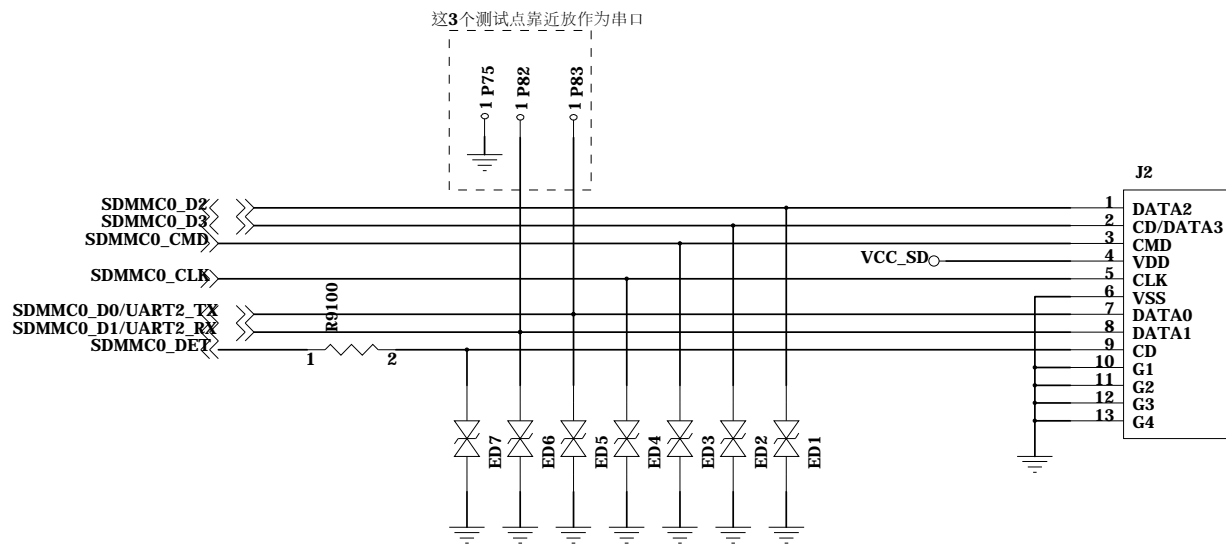 这3个测试点靠近放作为串口
1 P75
1 P82
1 P83
J2
SDMMC0_D2
1 DATA2
SDMMC0_D3
2 CD/DATA3
SDMMC0_CMD
3 CMD
VCC_SD
4 VDD
SDMMC0_CLK
5 CLK
6 VSS
SDMMC0_D0/UART2_TX
7 DATA0
SDMMC0_D1/UART2_RX
8 DATA1
SDMMC0_DET
R9100
1 2
9 CD
10 G1
11 G2
12 G3
13 G4
ED7
ED6
ED5
ED4
ED3
ED2
ED1